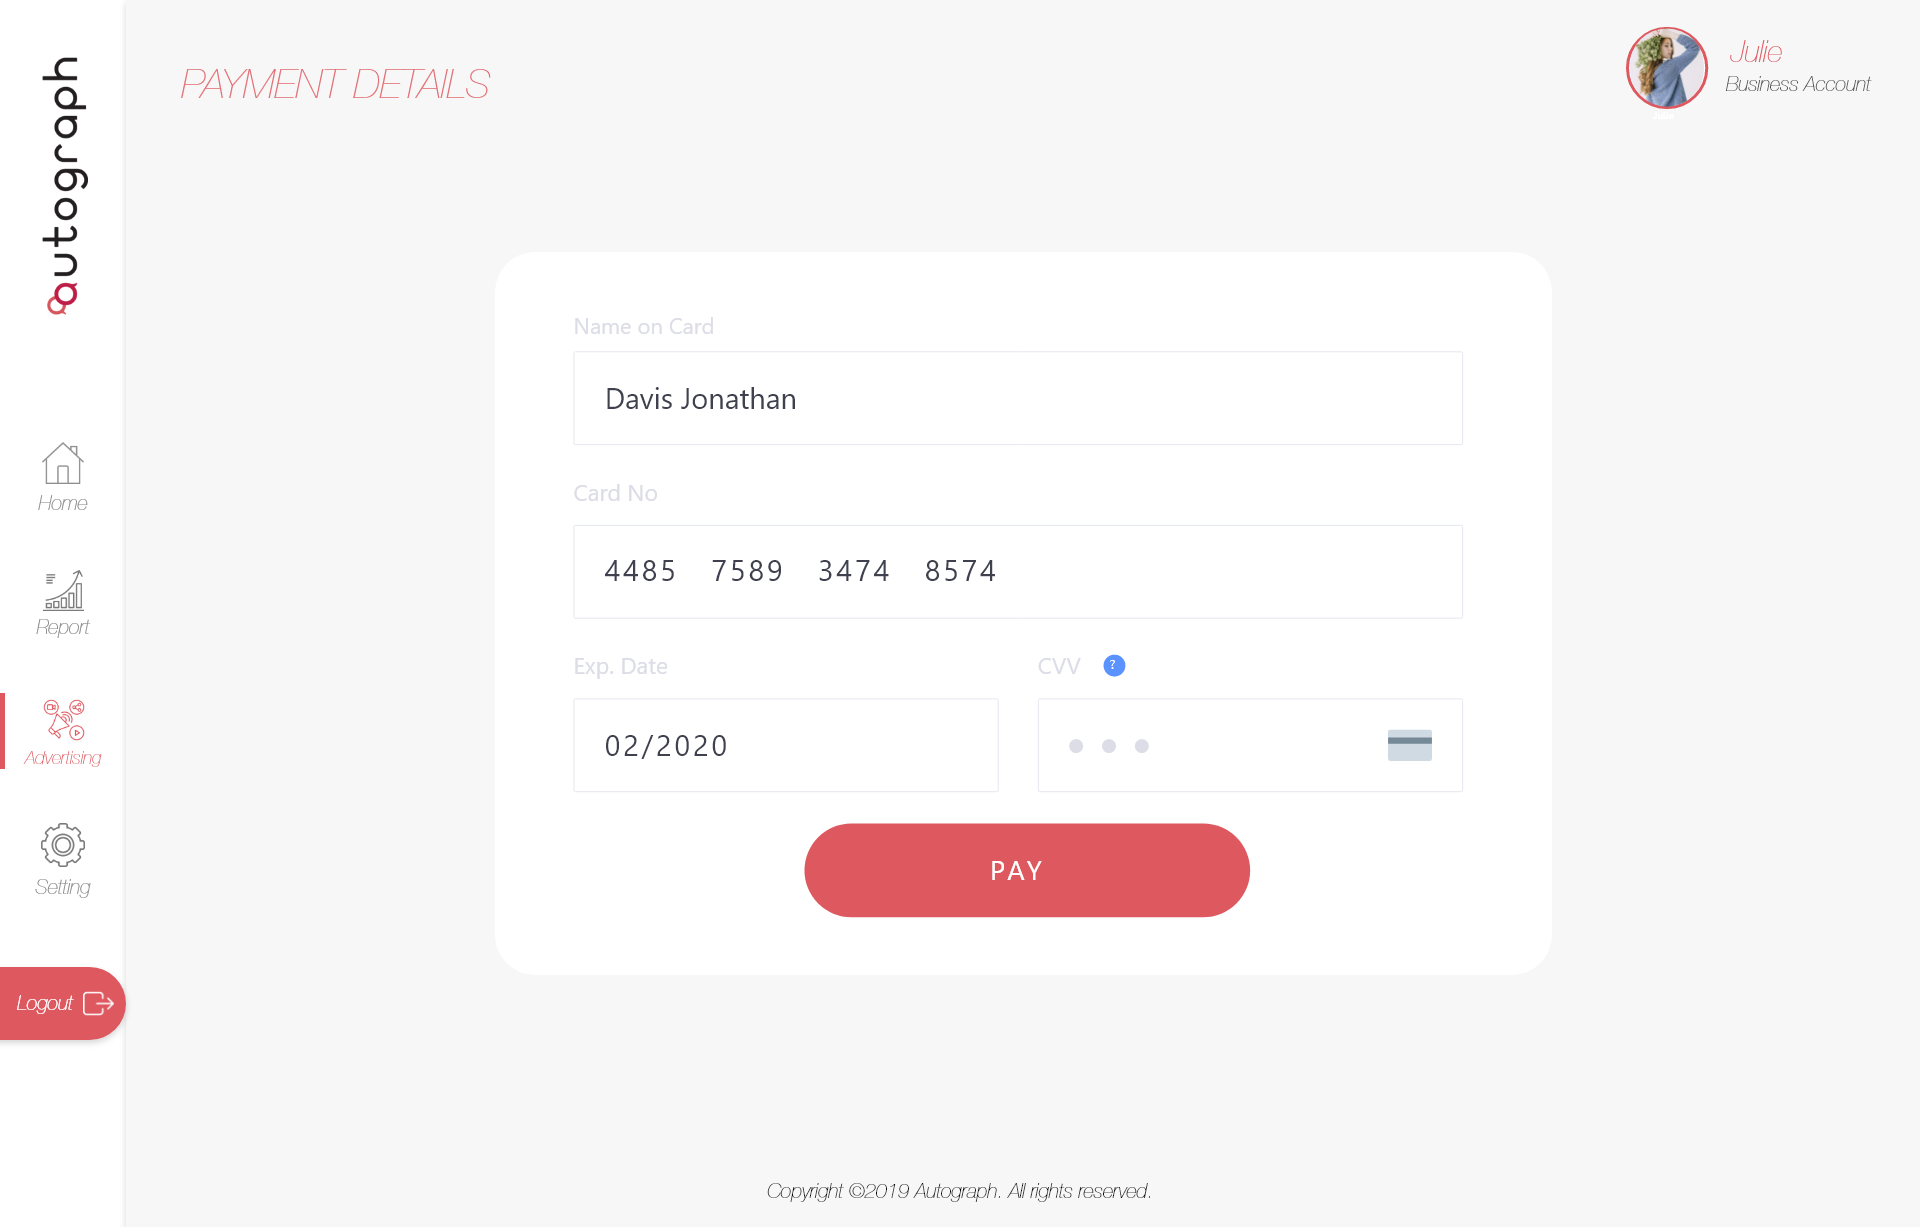 autograph
PAYMENT DETAILS
Julie
Business Account
Home
Report
Advertising
Setting
Logout
Name on Card
Davis Jonathan
Card No
4485 7589 3474 8574
Exp. Date
CVV ?
02/2020
PAY
Copyright ©2019 Autograph. All rights reserved.